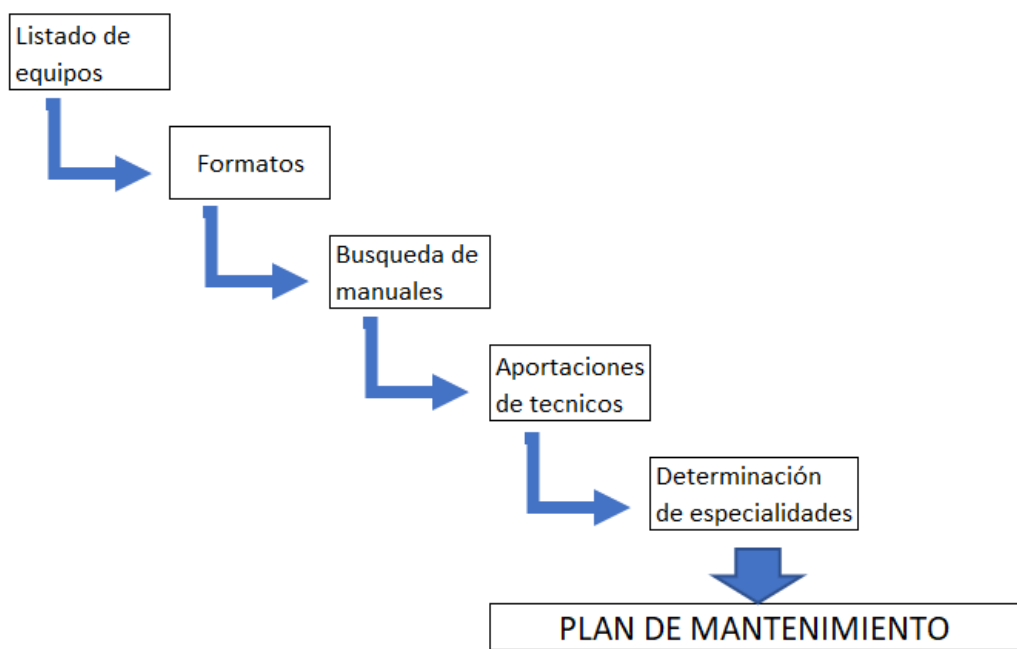 Listado de
equipos
Formatos
Busqueda de
manuales
Aportaciones
de tecnicos
Determinación
de especialidades
PLAN DE MANTENIMIENTO